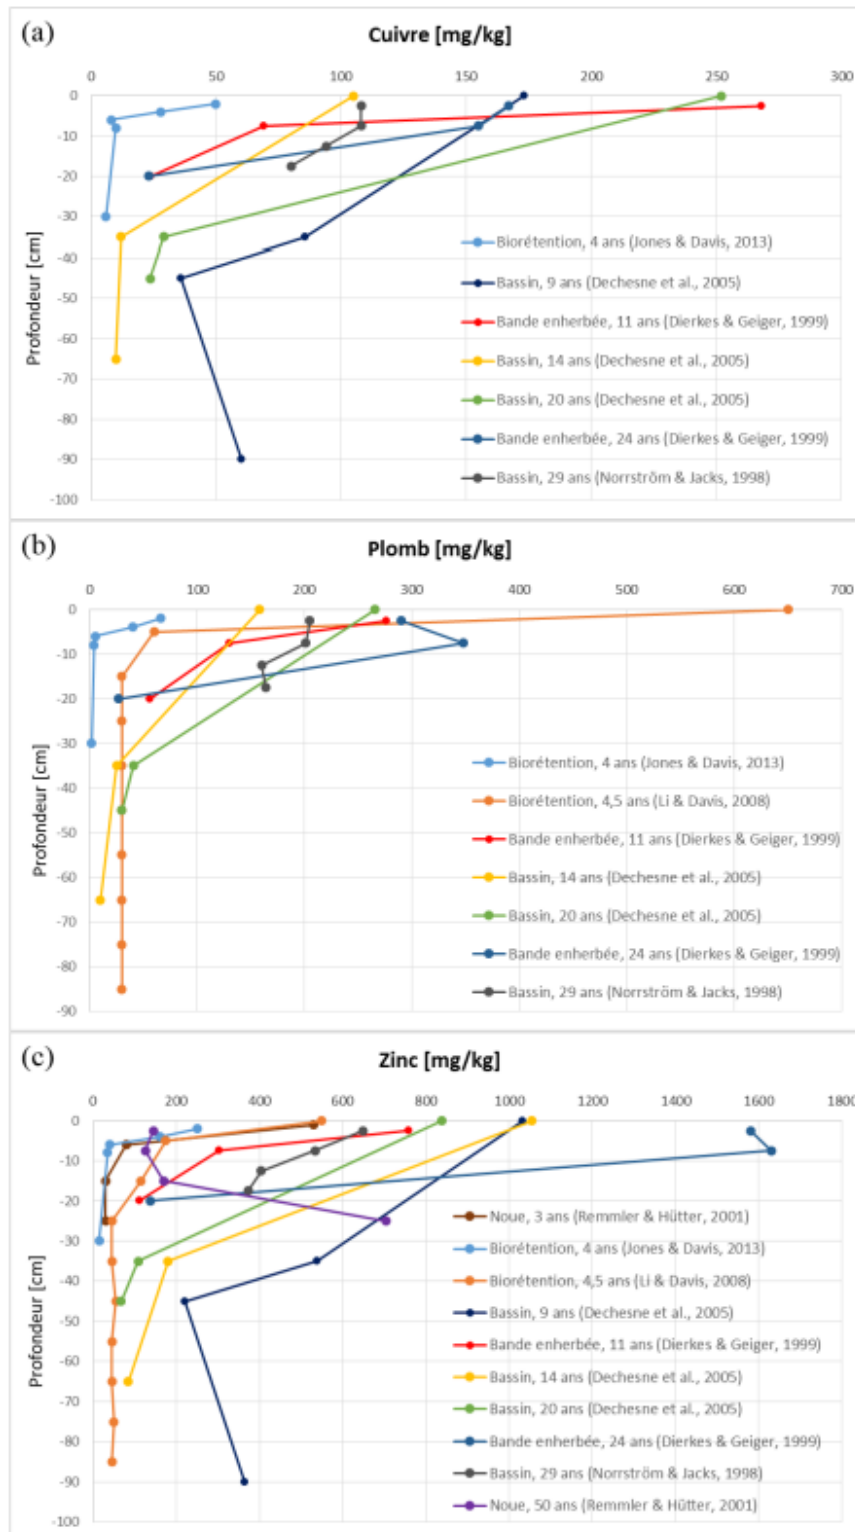 (a)
Cuivre [mg/kg]
0 50 100 150 200 250 300
0
-10
-20
-30
-40
-50
-60
-70
-80
-90
-100
Profondeur [cm]
Biorétention, 4 ans (Jones & Davis, 2013)
Bassin, 9 ans (Dechesne et al., 2005)
Bande enherbée, 11 ans (Dierkes & Geiger, 1999)
Bassin, 14 ans (Dechesne et al., 2005)
Bassin, 20 ans (Dechesne et al., 2005)
Bande enherbée, 24 ans (Dierkes & Geiger, 1999)
Bassin, 29 ans (Norrström & Jacks, 1998)
(b)
Plomb [mg/kg]
0 100 200 300 400 500 600 700
0
-10
-20
-30
-40
-50
-60
-70
-80
-90
Profondeur [cm]
Biorétention, 4 ans (Jones & Davis, 2013)
Biorétention, 4,5 ans (Li & Davis, 2008)
Bande enherbée, 11 ans (Dierkes & Geiger, 1999)
Bassin, 14 ans (Dechesne et al., 2005)
Bassin, 20 ans (Dechesne et al., 2005)
Bande enherbée, 24 ans (Dierkes & Geiger, 1999)
Bassin, 29 ans (Norrström & Jacks, 1998)
(c)
Zinc [mg/kg]
0 200 400 600 800 1000 1200 1400 1600 1800
0
-10
-20
-30
-40
-50
-60
-70
-80
-90
-100
Profondeur [cm]
Noue, 3 ans (Remmler & Hütter, 2001)
Biorétention, 4 ans (Jones & Davis, 2013)
Biorétention, 4,5 ans (Li & Davis, 2008)
Bassin, 9 ans (Dechesne et al., 2005)
Bande enherbée, 11 ans (Dierkes & Geiger, 1999)
Bassin, 14 ans (Dechesne et al., 2005)
Bassin, 20 ans (Dechesne et al., 2005)
Bande enherbée, 24 ans (Dierkes & Geiger, 1999)
Bassin, 29 ans (Norrström & Jacks, 1998)
Noue, 50 ans (Remmler & Hütter, 2001)